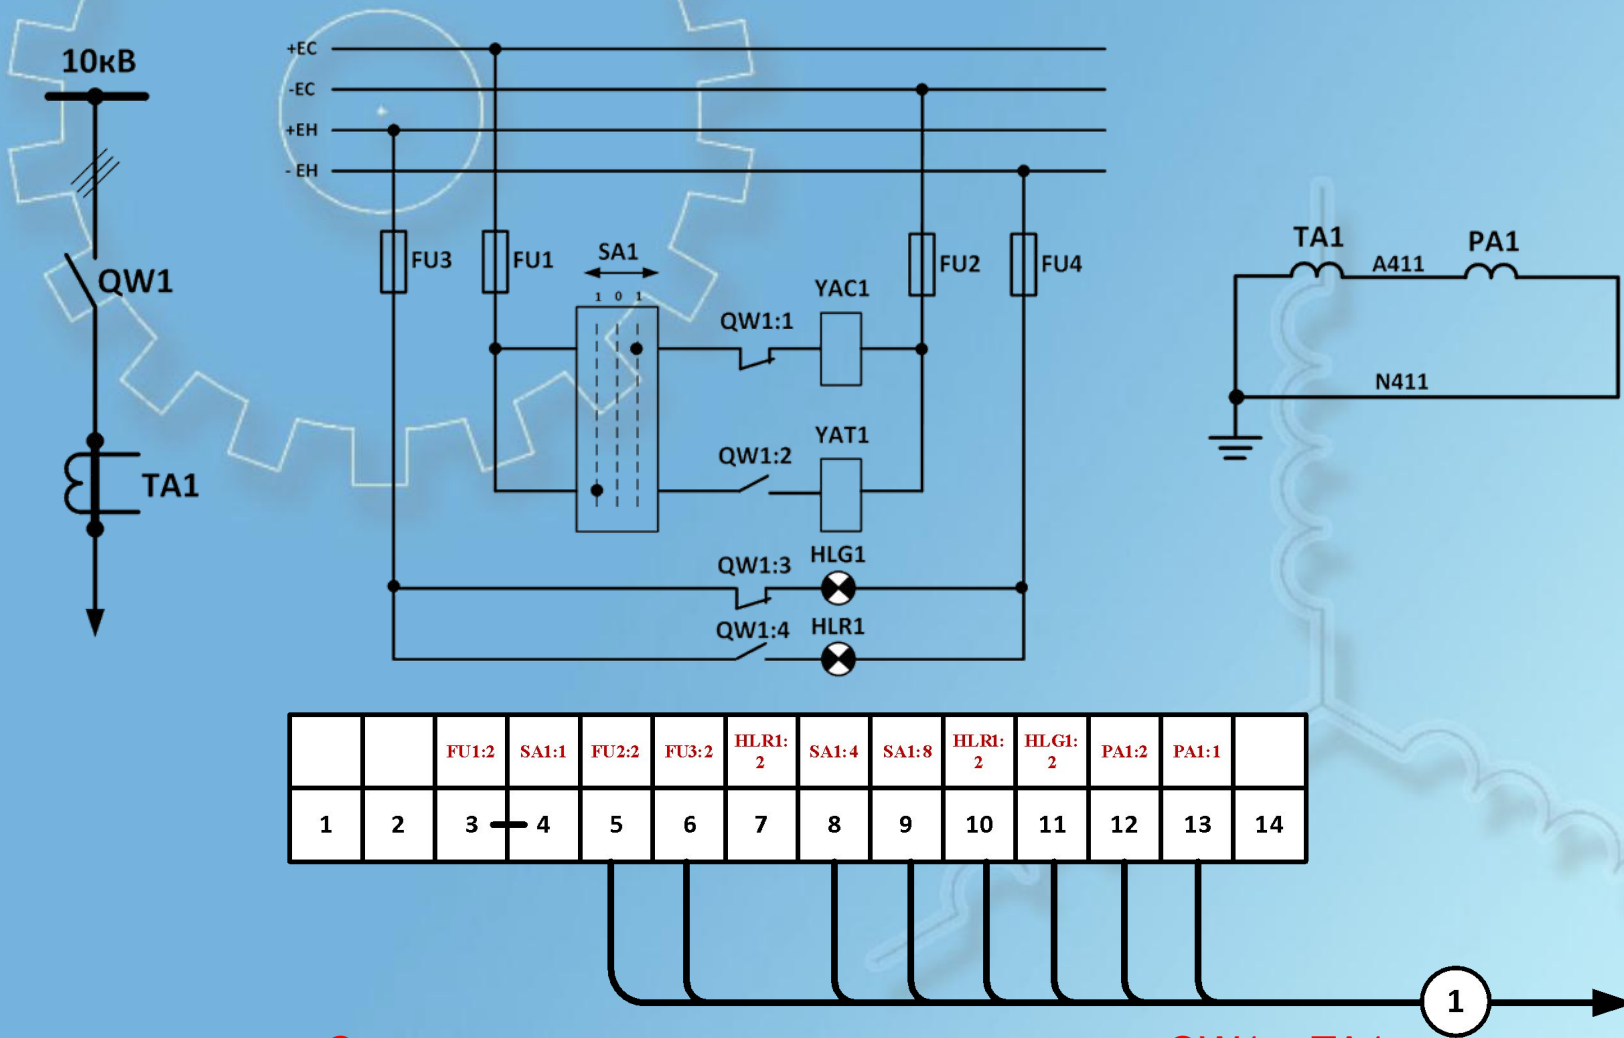 10кВ
+EC
-EC
+EH
- EH
QW1
TA1
FU3
FU1
SA1
1 0 1
QW1:1
YAC1
FU2
FU4
QW1:2
YAT1
QW1:3
HLG1
QW1:4
HLR1
TA1
A411
PA1
N411
FU1:2 SA1:1 FU2:2 FU3:2 HLR1: SA1:4 SA1:8 HLR1: HLG1: PA1:2 PA1:1
2 2 2
1 2 3 4 5 6 7 8 9 10 11 12 13 14
1